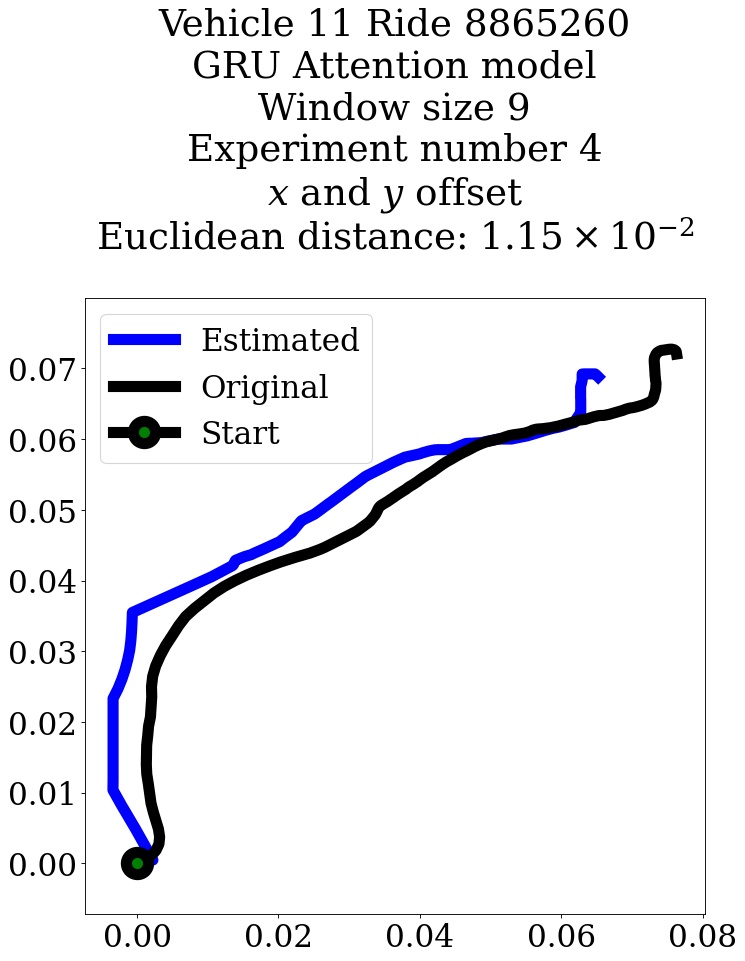 Vehicle 11 Ride 8865260
GRU Attention model
Window size 9
Experiment number 4
x and y offset
Euclidean distance: 1.15 × 10⁻²
Estimated
Original
Start
0.07
0.06
0.05
0.04
0.03
0.02
0.01
0.00
0.00 0.02 0.04 0.06 0.08